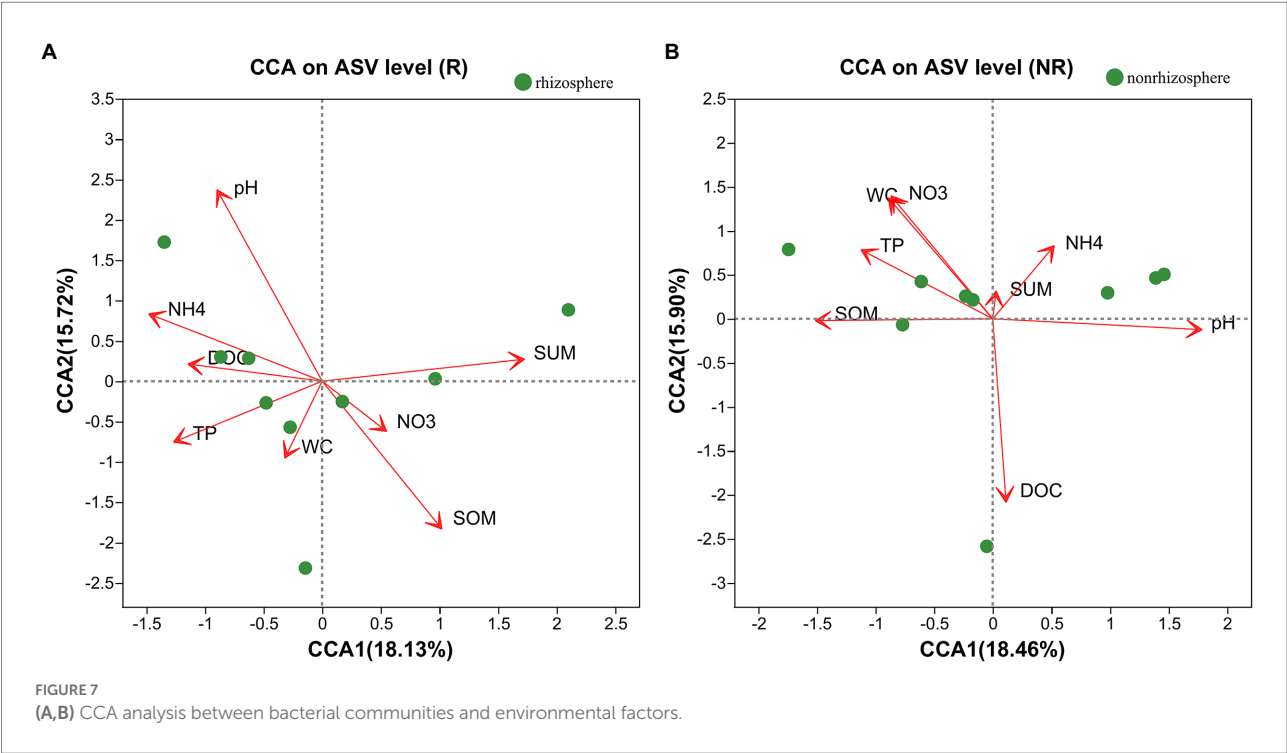 A
CCA on ASV level (R)
rhizosphere
3.5
3
2.5
2
1.5
1
0.5
0
-0.5
-1
-1.5
-2
-2.5
CCA2(15.72%)
pH
NH4
DOC
SUM
NO3
TP
WC
SOM
-1.5 -1 -0.5 0 0.5 1 1.5 2 2.5
CCA1(18.13%)
B
CCA on ASV level (NR)
nonrhizosphere
2.5
2
1.5
1
0.5
0
-0.5
-1
-1.5
-2
-2.5
-3
CCA2(15.90%)
WC NO3
TP
NH4
SUM
SOM
pH
DOC
-2 -1.5 -1 -0.5 0 0.5 1 1.5 2
CCA1(18.46%)
FIGURE 7
(A,B) CCA analysis between bacterial communities and environmental factors.